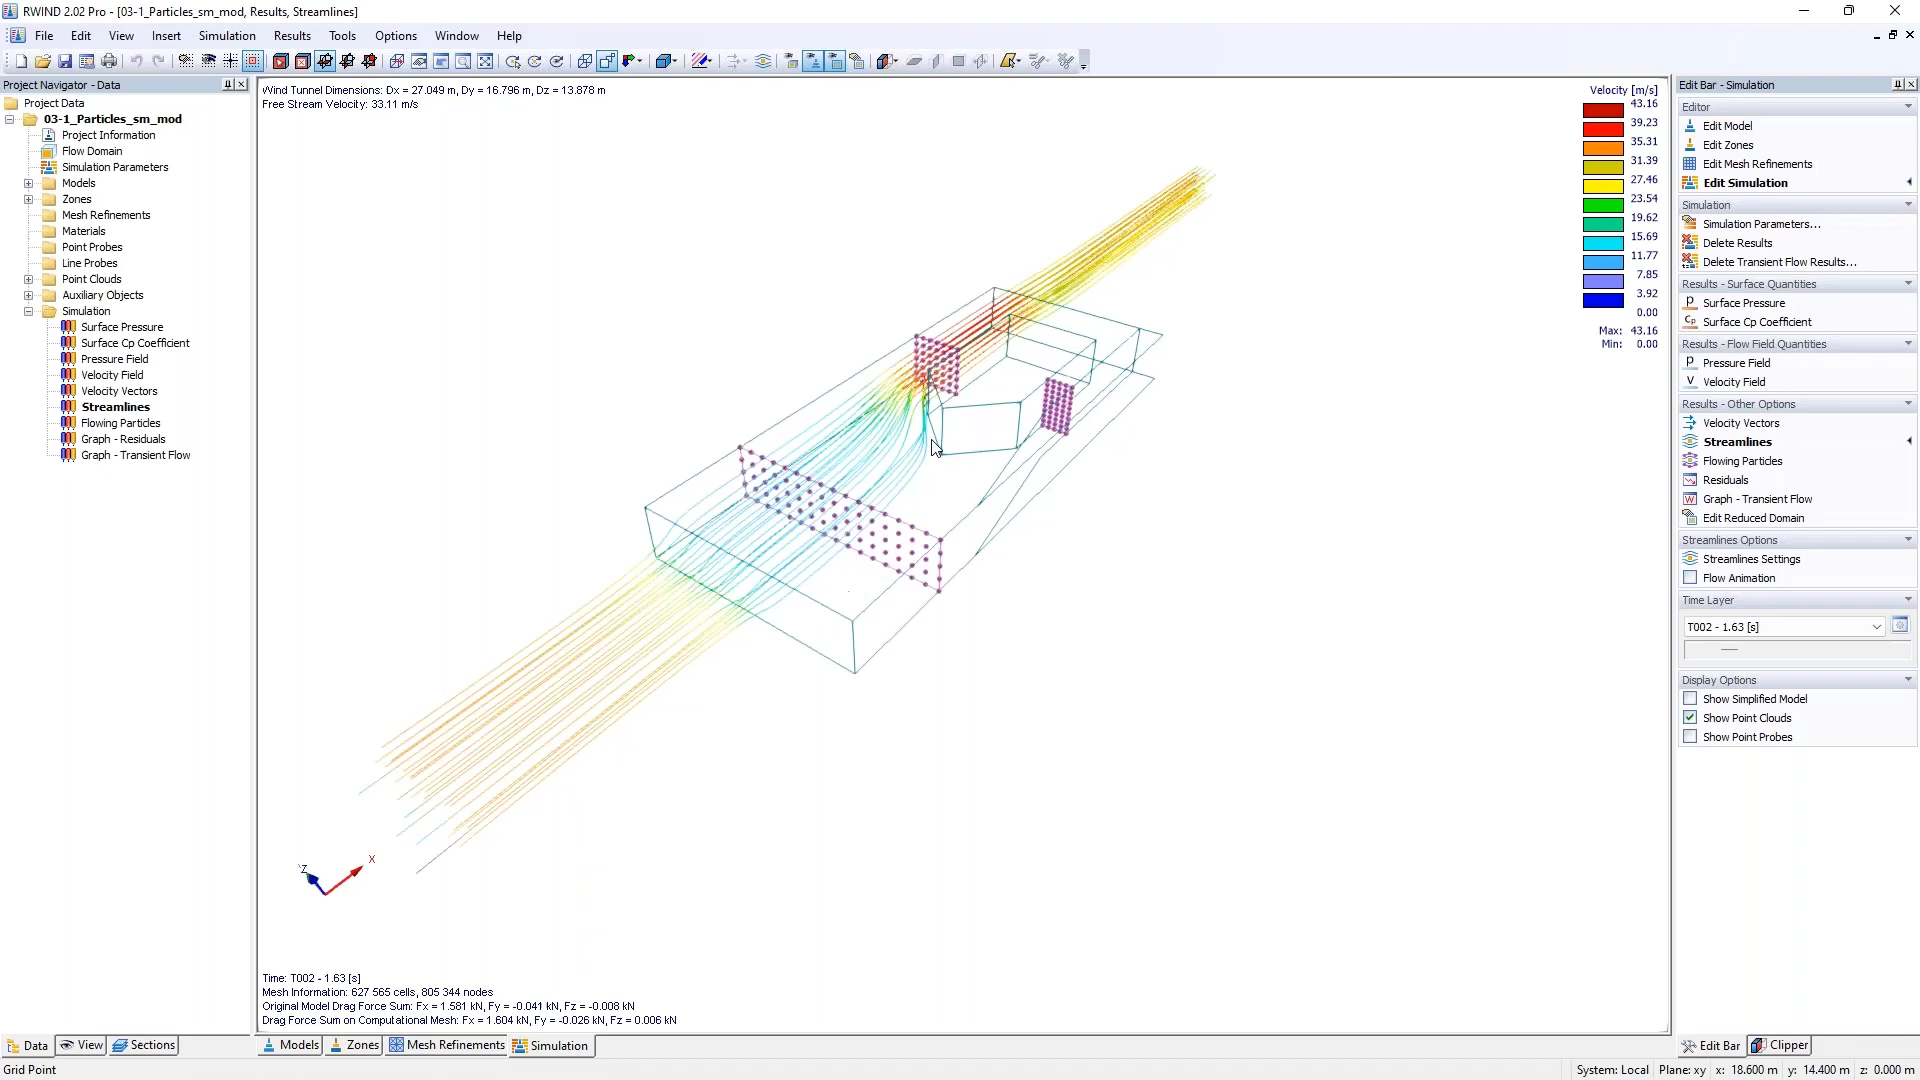 RWIND 2.02 Pro - [03-1_Particles_sm_mod, Results, Streamlines]
File Edit View Insert Simulation Results Tools Options Window Help
Project Navigator - Data
Project Data
03-1_Particles_sm_mod
Project Information
Flow Domain
Simulation Parameters
Models
Zones
Mesh Refinements
Materials
Point Probes
Line Probes
Point Clouds
Auxiliary Objects
Simulation
Surface Pressure
Surface Cp Coefficient
Pressure Field
Velocity Field
Velocity Vectors
Streamlines
Flowing Particles
Graph - Residuals
Graph - Transient Flow
Data View Sections
Wind Tunnel Dimensions: Dx = 27.049 m, Dy = 16.796 m, Dz = 13.878 m
Free Stream Velocity: 33.11 m/s
Velocity [m/s]
43.16
39.23
35.31
31.39
27.46
23.54
19.62
15.69
11.77
7.85
3.92
0.00
Max: 43.16
Min: 0.00
X
Z
Time: T002 - 1.63 [s]
Mesh Information: 627 565 cells, 805 344 nodes
Original Model Drag Force Sum: Fx = 1.581 kN, Fy = -0.041 kN, Fz = -0.008 kN
Drag Force Sum on Computational Mesh: Fx = 1.604 kN, Fy = -0.026 kN, Fz = 0.006 kN
Models Zones Mesh Refinements Simulation
Edit Bar - Simulation
Editor
Edit Model
Edit Zones
Edit Mesh Refinements
Edit Simulation
Simulation
Simulation Parameters...
Delete Results
Delete Transient Flow Results...
Results - Surface Quantities
P Surface Pressure
Cp Surface Cp Coefficient
Results - Flow Field Quantities
P Pressure Field
V Velocity Field
Results - Other Options
Velocity Vectors
Streamlines
Flowing Particles
Residuals
Graph - Transient Flow
Edit Reduced Domain
Streamlines Options
Streamlines Settings
Flow Animation
Time Layer
T002 - 1.63 [s]
Display Options
Show Simplified Model
Show Point Clouds
Show Point Probes
Edit Bar Clipper
Grid Point
System: Local Plane: xy x: 18.600 m y: 14.400 m z: 0.000 m